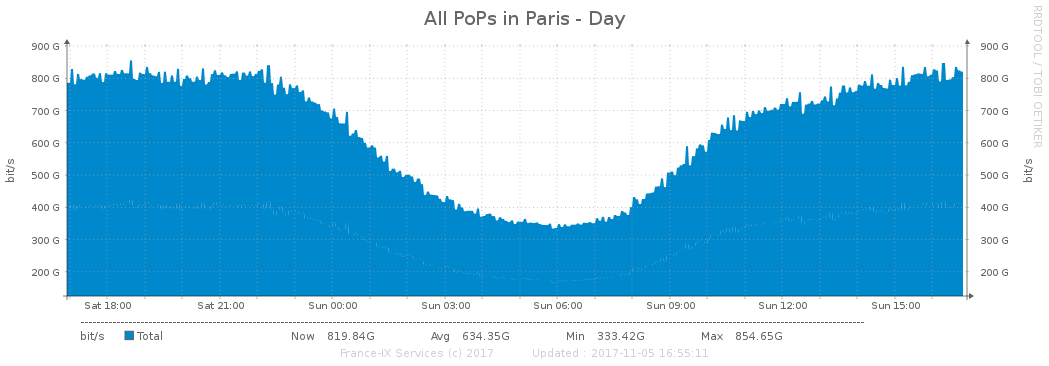 All PoPs in Paris - Day
RRDTOOL / TOBI OETIKER
900 G 900 G
800 G 800 G
700 G 700 G
600 G 600 G
500 G 500 G
400 G 400 G
300 G 300 G
200 G 200 G
bit/s bit/s
Sat 18:00 Sat 21:00 Sun 00:00 Sun 03:00 Sun 06:00 Sun 09:00 Sun 12:00 Sun 15:00
bit/s Total Now 819.84G Avg 634.35G Min 333.42G Max 854.65G
France-IX Services (c) 2017 Updated : 2017-11-05 16:55:11